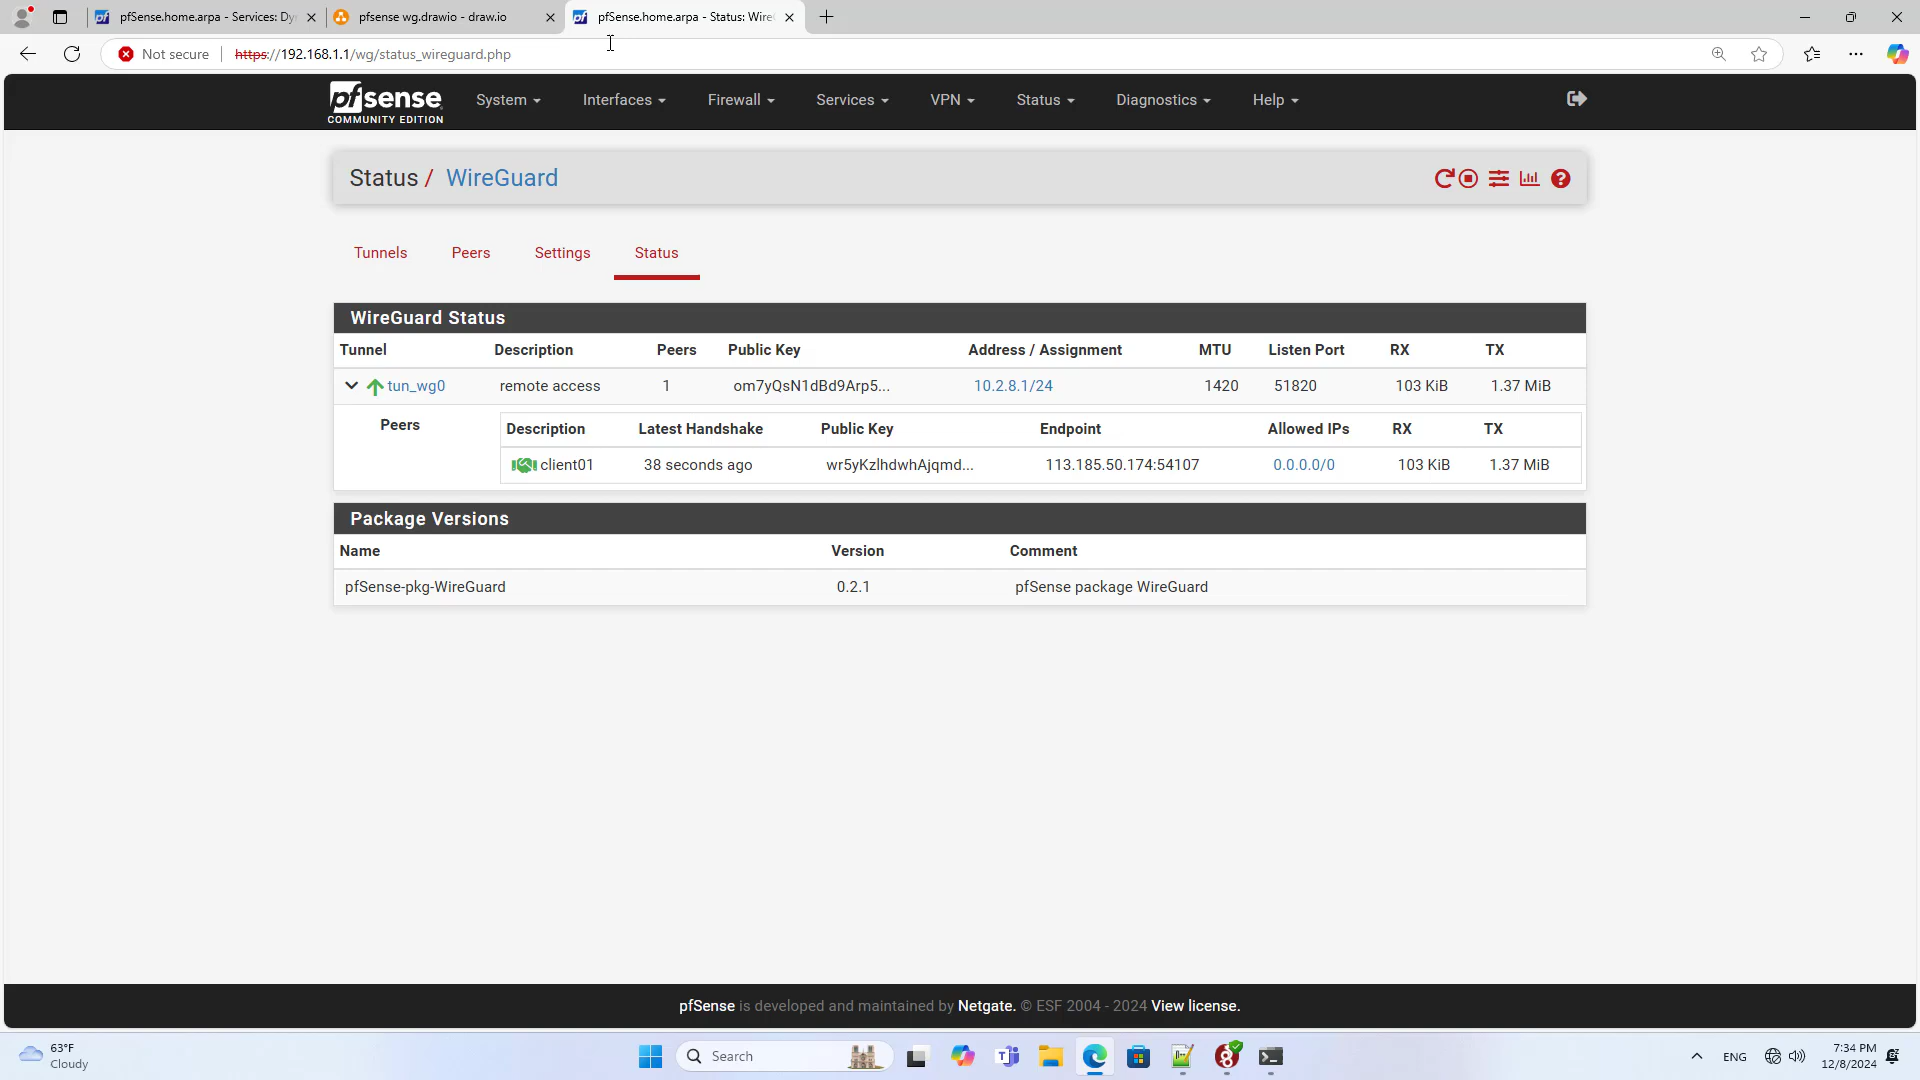 pfSense.home.arpa - Services: Dy
pfsense wg.drawio - draw.io
pfSense.home.arpa - Status: Wire
Not secure
https://192.168.1.1/wg/status_wireguard.php
pfsense
COMMUNITY EDITION
System
Interfaces
Firewall
Services
VPN
Status
Diagnostics
Help
Status / WireGuard
Tunnels
Peers
Settings
Status
WireGuard Status
Tunnel Description Peers Public Key Address / Assignment MTU Listen Port RX TX
tun_wg0 remote access 1 om7yQsN1dBd9Arp5... 10.2.8.1/24 1420 51820 103 KiB 1.37 MiB
Peers
Description Latest Handshake Public Key Endpoint Allowed IPs RX TX
client01 38 seconds ago wr5yKzlhdwhAjqmd... 113.185.50.174:54107 0.0.0.0/0 103 KiB 1.37 MiB
Package Versions
Name Version Comment
pfSense-pkg-WireGuard 0.2.1 pfSense package WireGuard
pfSense is developed and maintained by Netgate. © ESF 2004 - 2024 View license.
63°F
Cloudy
Search
ENG
7:34 PM
12/8/2024